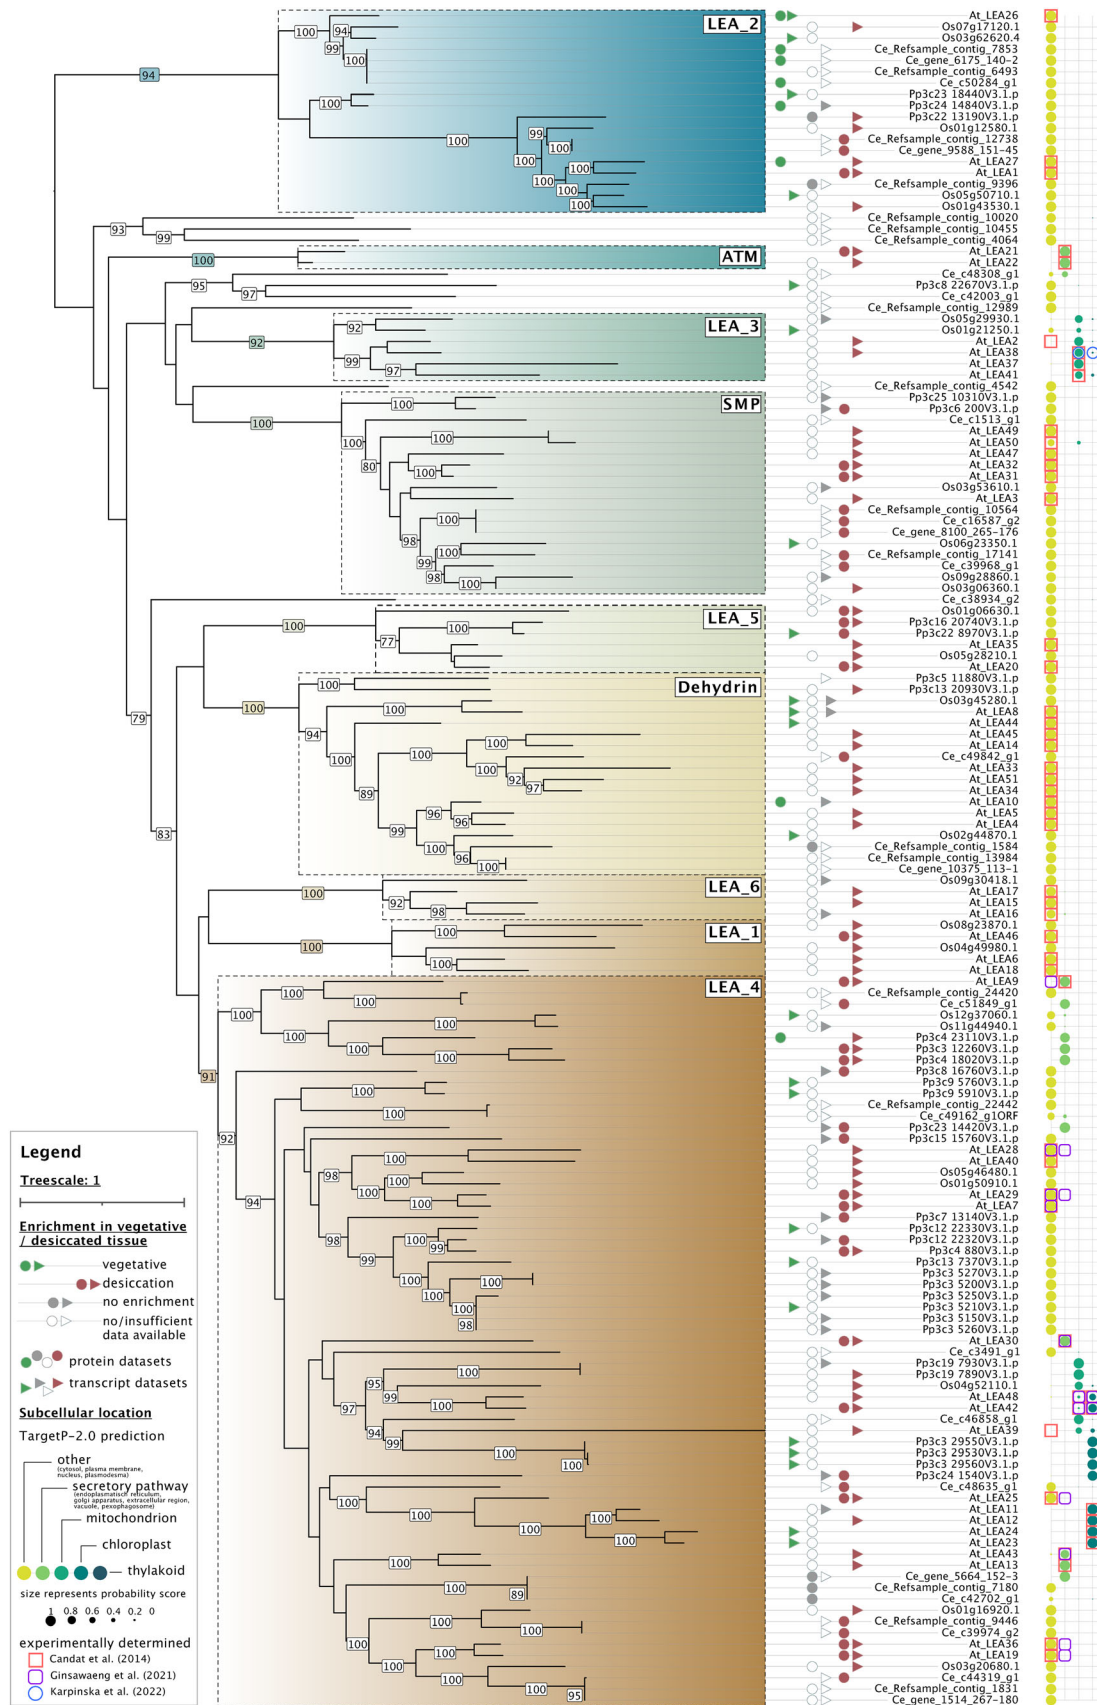 LEA_2
ATM
LEA_3
SMP
LEA_5
Dehydrin
LEA_6
LEA_1
LEA_4
At_LEA26
Os07g17120.1
Os03g62620.4
Ce_Refsample_contig_7853
Ce_gene_6175_140-2
Ce_Refsample_contig_6493
Ce_c50284_g1
Pp3c23 18440V3.1.p
Pp3c24 14840V3.1.p
Pp3c22 13190V3.1.p
Os01g12580.1
Ce_Refsample_contig_12738
Ce_gene_9588_151-45
At_LEA27
At_LEA1
Ce_Refsample_contig_9396
Os05g50710.1
Os01g43530.1
Ce_Refsample_contig_10020
Ce_Refsample_contig_10455
Ce_Refsample_contig_4064
At_LEA21
At_LEA22
Ce_c48308_g1
Pp3c8 22670V3.1.p
Ce_c42003_g1
Ce_Refsample_contig_12989
Os05g29930.1
Os01g21250.1
At_LEA2
At_LEA38
At_LEA37
At_LEA41
Ce_Refsample_contig_4542
Pp3c25 10310V3.1.p
Pp3c6 200V3.1.p
Ce_c1513_g1
At_LEA49
At_LEA50
At_LEA47
At_LEA32
At_LEA31
Os03g53610.1
At_LEA3
Ce_Refsample_contig_10564
Ce_c16587_g2
Ce_gene_8100_265-176
Os06g23350.1
Ce_Refsample_contig_17141
Ce_c39968_g1
Os09g28860.1
Os03g06360.1
Ce_c38934_g2
Os01g06630.1
Pp3c16 20740V3.1.p
Pp3c22 8970V3.1.p
At_LEA35
Os05g28210.1
At_LEA20
Pp3c5 11880V3.1.p
Pp3c13 20930V3.1.p
Os03g45280.1
At_LEA8
At_LEA44
At_LEA45
At_LEA14
Ce_c49842_g1
At_LEA33
At_LEA51
At_LEA34
At_LEA10
At_LEA5
At_LEA4
Os02g44870.1
Ce_Refsample_contig_1584
Ce_Refsample_contig_13984
Ce_gene_10375_113-1
Os09g30418.1
At_LEA17
At_LEA15
At_LEA16
Os08g23870.1
At_LEA46
Os04g49980.1
At_LEA6
At_LEA18
At_LEA9
Ce_Refsample_contig_24420
Ce_c51849_g1
Os12g37060.1
Os11g44940.1
Pp3c4 23110V3.1.p
Pp3c3 12260V3.1.p
Pp3c4 18020V3.1.p
Pp3c8 16760V3.1.p
Pp3c9 5760V3.1.p
Pp3c9 5910V3.1.p
Ce_Refsample_contig_22442
Ce_c49162_g1ORF
Pp3c23 14420V3.1.p
Pp3c15 15760V3.1.p
At_LEA28
At_LEA40
Os05g46480.1
Os01g50910.1
At_LEA29
At_LEA7
Pp3c7 13140V3.1.p
Pp3c12 22330V3.1.p
Pp3c12 22320V3.1.p
Pp3c4 880V3.1.p
Pp3c13 7370V3.1.p
Pp3c3 5270V3.1.p
Pp3c3 5200V3.1.p
Pp3c3 5250V3.1.p
Pp3c3 5210V3.1.p
Pp3c3 5150V3.1.p
Pp3c3 5260V3.1.p
At_LEA30
Ce_c3491_g1
Pp3c19 7930V3.1.p
Pp3c19 7890V3.1.p
Os04g52110.1
At_LEA48
At_LEA42
Ce_c46858_g1
At_LEA39
Pp3c3 29550V3.1.p
Pp3c3 29530V3.1.p
Pp3c3 29560V3.1.p
Pp3c24 1540V3.1.p
Ce_c48635_g1
At_LEA25
At_LEA11
At_LEA12
At_LEA24
At_LEA23
At_LEA43
At_LEA13
Ce_gene_5664_152-3
Ce_Refsample_contig_7180
Ce_c42702_g1
Os01g16920.1
Ce_Refsample_contig_9446
Ce_c39974_g2
At_LEA36
At_LEA19
Os03g20680.1
Ce_c44319_g1
Ce_Refsample_contig_1831
Ce_gene_1514_267-180
Legend
Treescale: 1
Enrichment in vegetative
/ desiccated tissue
vegetative
desiccation
no enrichment
no/insufficient
data available
protein datasets
transcript datasets
Subcellular location
TargetP-2.0 prediction
other
(cytosol, plasma membrane,
nucleus, plasmodesma)
secretory pathway
(endoplasmatisch reticulum,
golgi apparatus, extracellular region,
vacuole, pexophagosome)
mitochondrion
chloroplast
thylakoid
size represents probability score
1 0.8 0.6 0.4 .2 0
experimentally determined
Candat et al. (2014)
Ginsawaeng et al. (2021)
Karpinska et al. (2022)